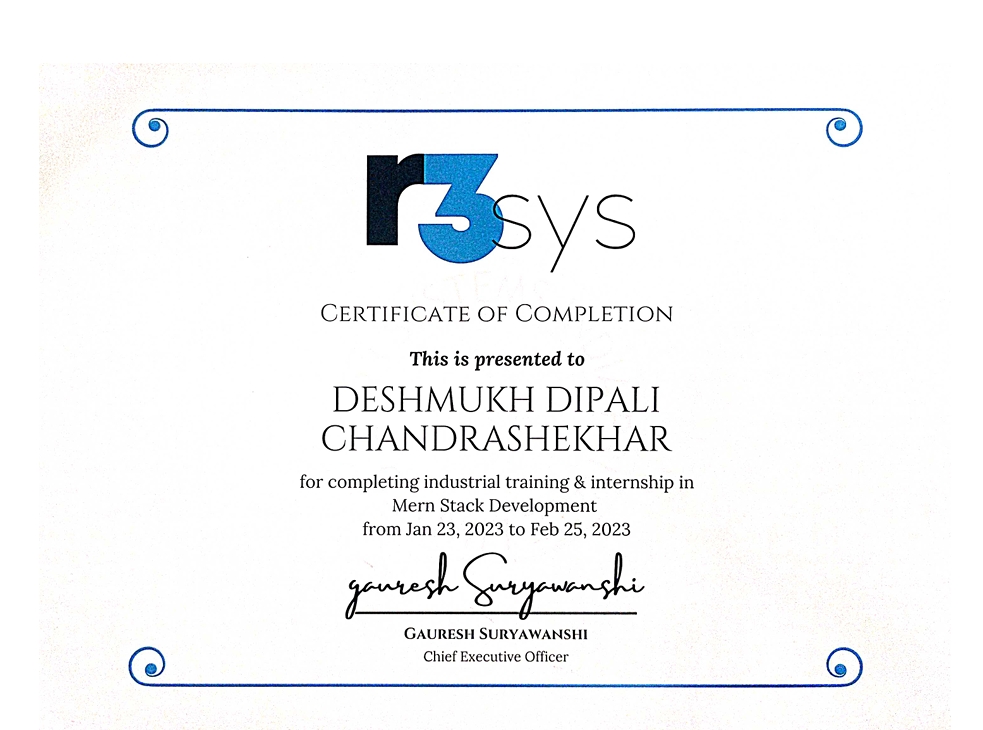 r3sys
CERTIFICATE OF COMPLETION
This is presented to
DESHMUKH DIPALI
CHANDRASHEKHAR
for completing industrial training & internship in
Mern Stack Development
from Jan 23, 2023 to Feb 25, 2023
gauresh Suryawanshi
GAURESH SURYAWANSHI
Chief Executive Officer